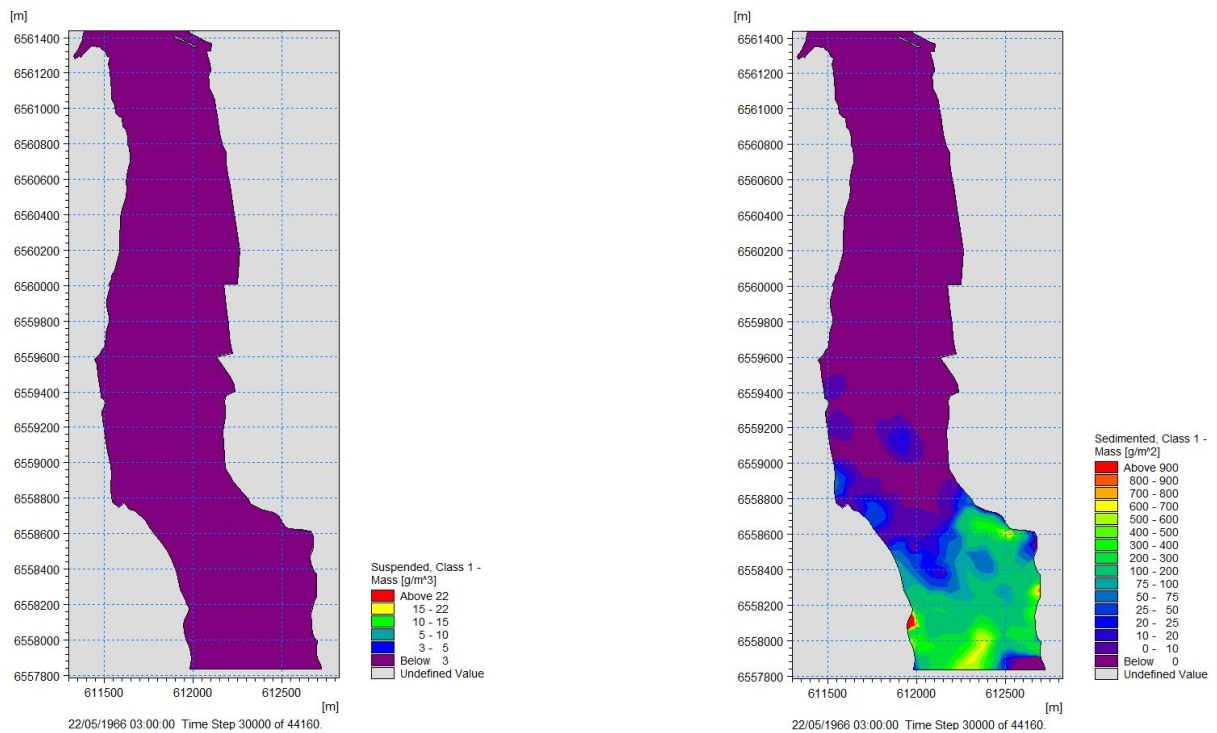 [m]
6561400
6561200
6561000
6560800
6560600
6560400
6560200
6560000
6559800
6559600
6559400
6559200
6559000
6558800
6558600
6558400
6558200
6558000
6557800
611500 612000 612500
[m]
22/05/1966 03:00:00 Time Step 30000 of 44160.
Suspended, Class 1 -
Mass [g/m^3]
Above 22
15 - 22
10 - 15
5 - 10
3 - 5
Below 3
Undefined Value
[m]
6561400
6561200
6561000
6560800
6560600
6560400
6560200
6560000
6559800
6559600
6559400
6559200
6559000
6558800
6558600
6558400
6558200
6558000
6557800
611500 612000 612500
[m]
22/05/1966 03:00:00 Time Step 30000 of 44160.
Sedimented, Class 1 -
Mass [g/m^2]
Above 900
800 - 900
700 - 800
600 - 700
500 - 600
400 - 500
300 - 400
200 - 300
100 - 200
75 - 100
50 - 75
25 - 50
20 - 25
10 - 20
0 - 10
Below 0
Undefined Value